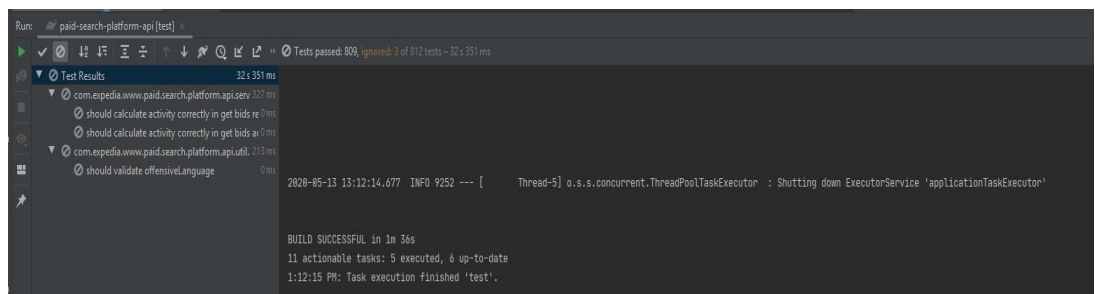 Run: paid-search-platform-api [test] ×
» Tests passed: 809, ignored: 3 of 812 tests – 32 s 351 ms
Test Results 32 s 351 ms
com.expedia.www.paid.search.platform.api.serv 327 ms
should calculate activity correctly in get bids re 0 ms
should calculate activity correctly in get bids ac 0 ms
com.expedia.www.paid.search.platform.api.util. 213 ms
should validate offensiveLanguage 0 ms
2020-05-13 13:12:14.677 INFO 9252 --- [ Thread-5] o.s.s.concurrent.ThreadPoolTaskExecutor : Shutting down ExecutorService 'applicationTaskExecutor'
BUILD SUCCESSFUL in 1m 36s
11 actionable tasks: 5 executed, 6 up-to-date
1:12:15 PM: Task execution finished 'test'.